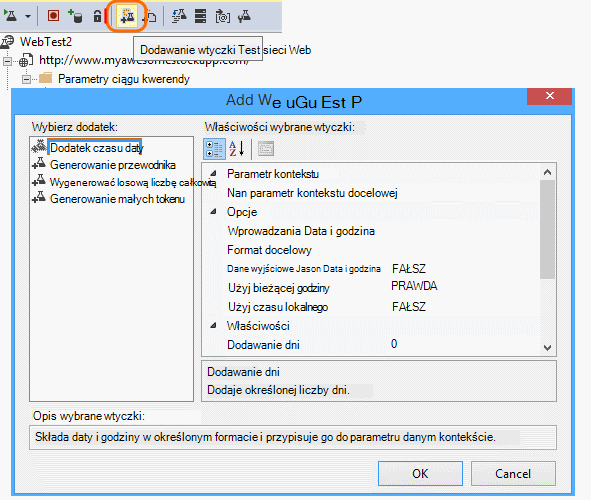 Dodawanie wtyczki Test sieci Web
WebTest2
http://www.myawesomestockapp.com/
Parametry ciągu kwerendy
Add We uGu Est P
Wybierz dodatek:
Dodatek czasu daty
Generowanie przewodnika
Wygenerować losową liczbę całkowitą
Generowanie małych tokenu
Właściwości wybrane wtyczki:
Parametr kontekstu
Nan parametr kontekstu docelowej
Opcje
Wprowadzania Data i godzina
Format docelowy
Dane wyjściowe Jason Data i godzina FAŁSZ
Użyj bieżącej godziny PRAWDA
Użyj czasu lokalnego FAŁSZ
Właściwości
Dodawanie dni 0
Dodawanie dni
Dodaje określonej liczby dni.
Opis wybrane wtyczki:
Składa daty i godziny w określonym formacie i przypisuje go do parametru danym kontekście.
OK Cancel